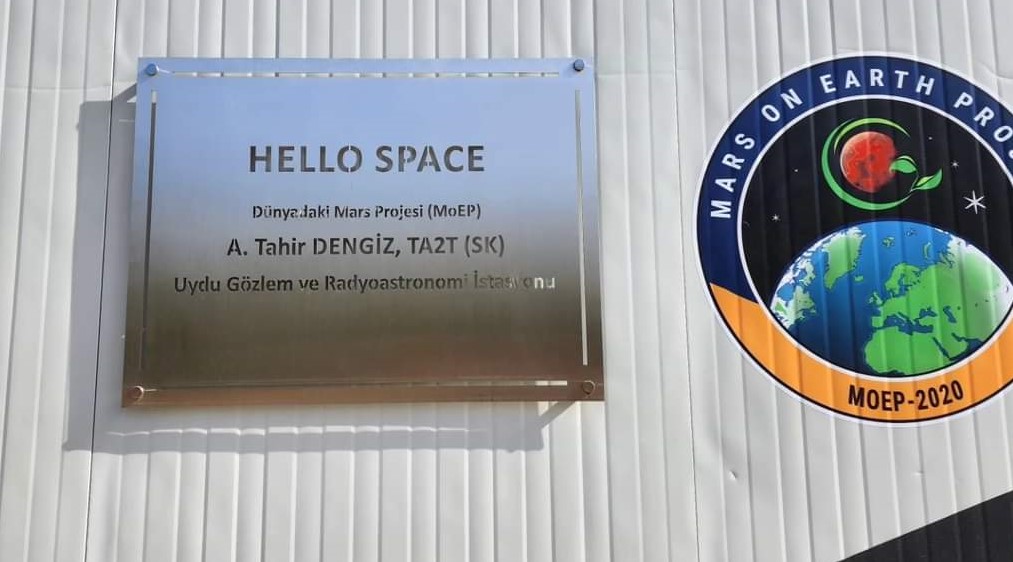 HELLO SPACE
Dünyadaki Mars Projesi (MoEP)
A. Tahir DENGİZ, TA2T (SK)
Uydu Gözlem ve Radyoastronomi İstasyonu
MARS ON EARTH PRO
MOEP-2020